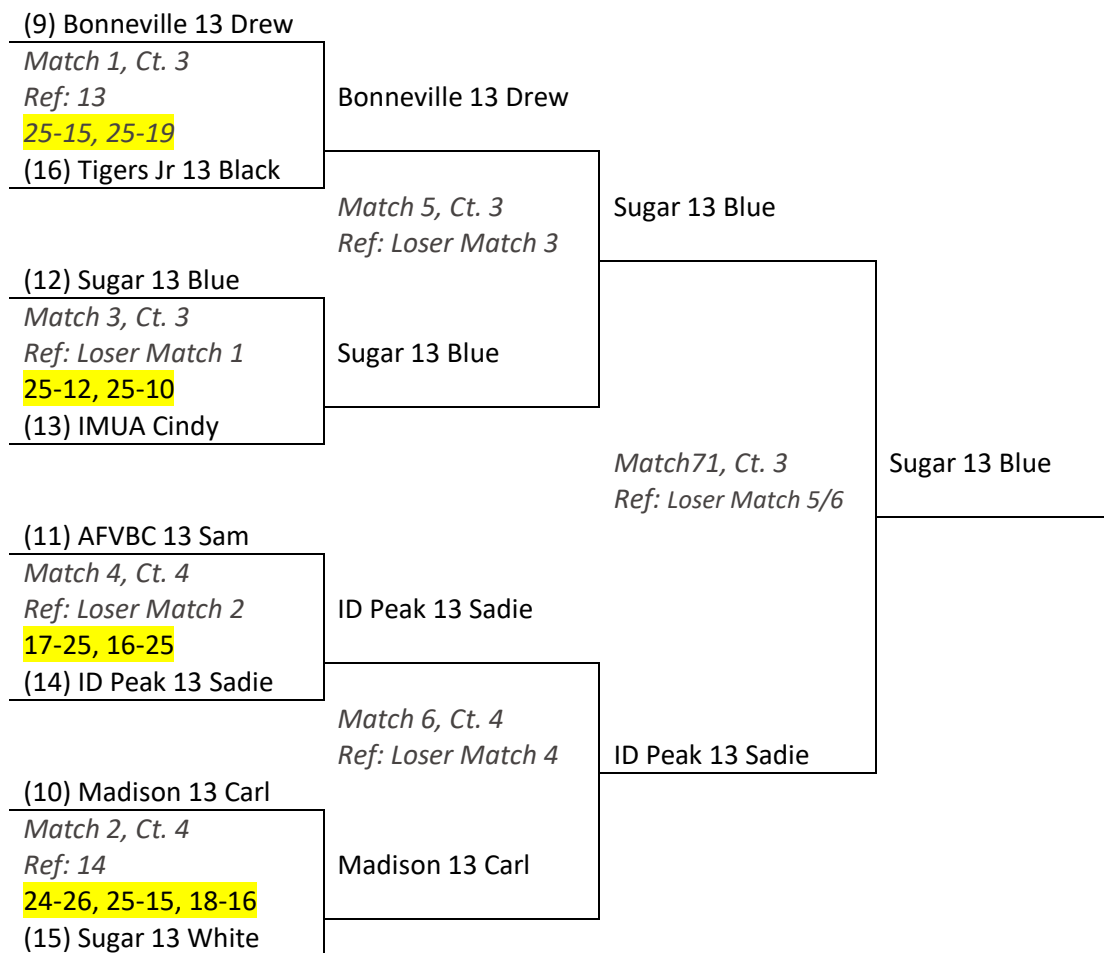 (9) Bonneville 13 Drew
Match 1, Ct. 3
Ref: 13
25-15, 25-19
(16) Tigers Jr 13 Black
Bonneville 13 Drew
Match 5, Ct. 3
Ref: Loser Match 3
Sugar 13 Blue
(12) Sugar 13 Blue
Match 3, Ct. 3
Ref: Loser Match 1
25-12, 25-10
(13) IMUA Cindy
Sugar 13 Blue
Match71, Ct. 3
Ref: Loser Match 5/6
Sugar 13 Blue
(11) AFVBC 13 Sam
Match 4, Ct. 4
Ref: Loser Match 2
17-25, 16-25
(14) ID Peak 13 Sadie
ID Peak 13 Sadie
Match 6, Ct. 4
Ref: Loser Match 4
ID Peak 13 Sadie
(10) Madison 13 Carl
Match 2, Ct. 4
Ref: 14
24-26, 25-15, 18-16
(15) Sugar 13 White
Madison 13 Carl